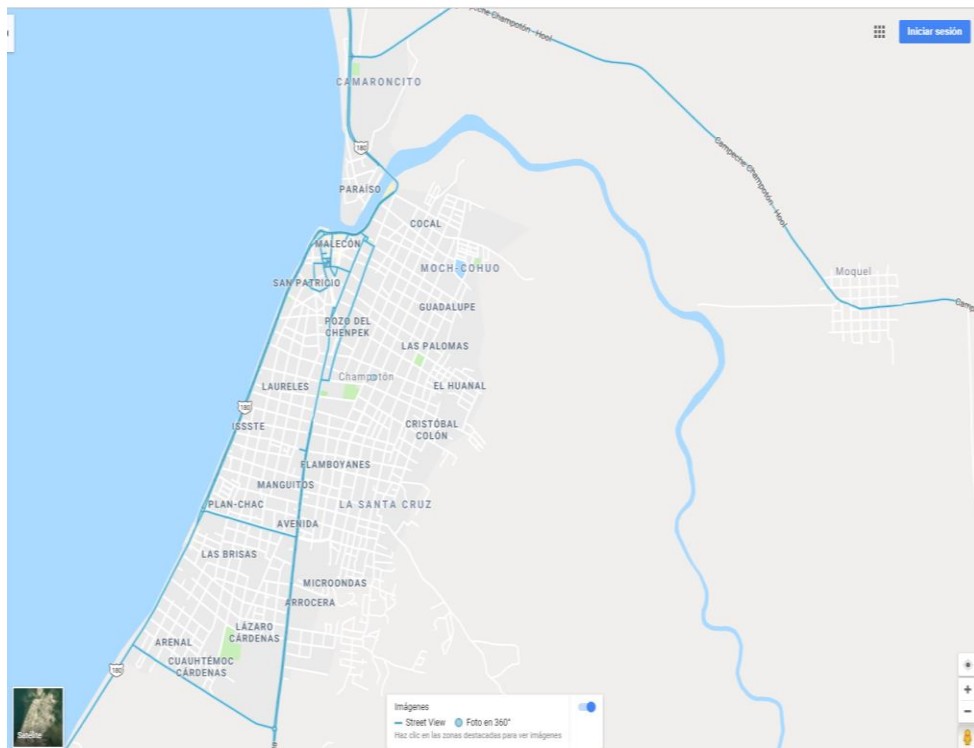 Campeche Champotón - Hool
Iniciar sesión
CAMARONCITO
180
Campeche Champotón - Hool
PARAÍSO
COCAL
MALECÓN
MOCH-COHUO
Moquel
SAN PATRICIO
GUADALUPE
POZO DEL
CHENPEK
LAS PALOMAS
Champotón
LAURELES
EL HUANAL
180
ISSSTE
CRISTÓBAL
COLÓN
FLAMBOYANES
MANGUITOS
PLAN-CHAC
LA SANTA CRUZ
AVENIDA
LAS BRISAS
MICROONDAS
ARROCERA
LÁZARO
CÁRDENAS
ARENAL
CUAUHTÉMOC
CÁRDENAS
180
Satélite
Imágenes
Street View Foto en 360°
Haz clic en las zonas destacadas para ver imágenes